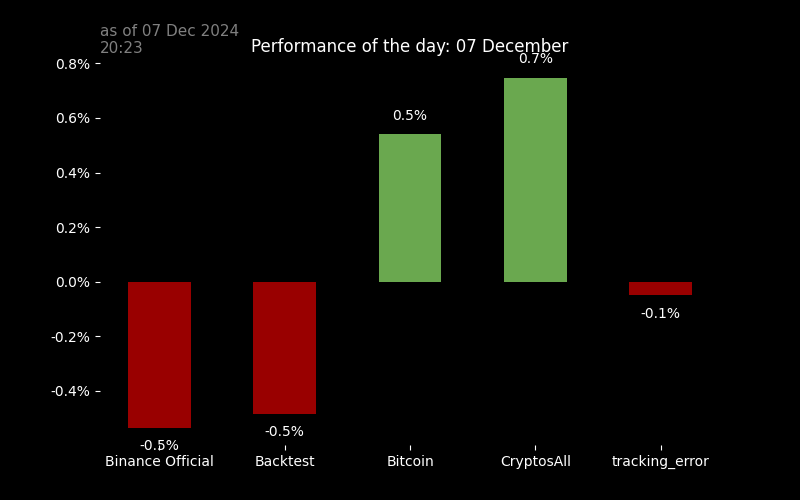 as of 07 Dec 2024
20:23
Performance of the day: 07 December
0.8%
0.6%
0.4%
0.2%
0.0%
-0.2%
-0.4%
-0.5%
-0.5%
0.5%
0.7%
-0.1%
Binance Official
Backtest
Bitcoin
CryptosAll
tracking_error